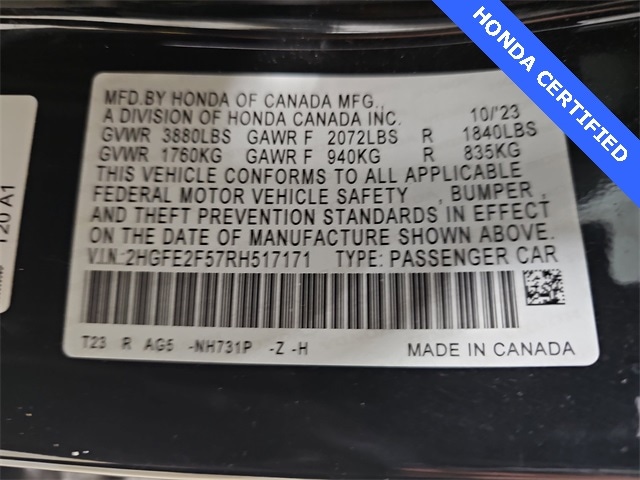 HONDA CERTIFIED
MFD.BY HONDA OF CANADA MFG.,
A DIVISION OF HONDA CANADA INC. 10/'23
GVWR 3880LBS GAWR F 2072LBS R 1840LBS
GVWR 1760KG GAWR F 940KG R 835KG
THIS VEHICLE CONFORMS TO ALL APPLICABLE
FEDERAL MOTOR VEHICLE SAFETY , BUMPER ,
AND THEFT PREVENTION STANDARDS IN EFFECT
ON THE DATE OF MANUFACTURE SHOWN ABOVE.
V.I.N:2HGFE2F57RH517171 TYPE: PASSENGER CAR
T23 R AG5 -NH731P -Z -H MADE IN CANADA
120 A1